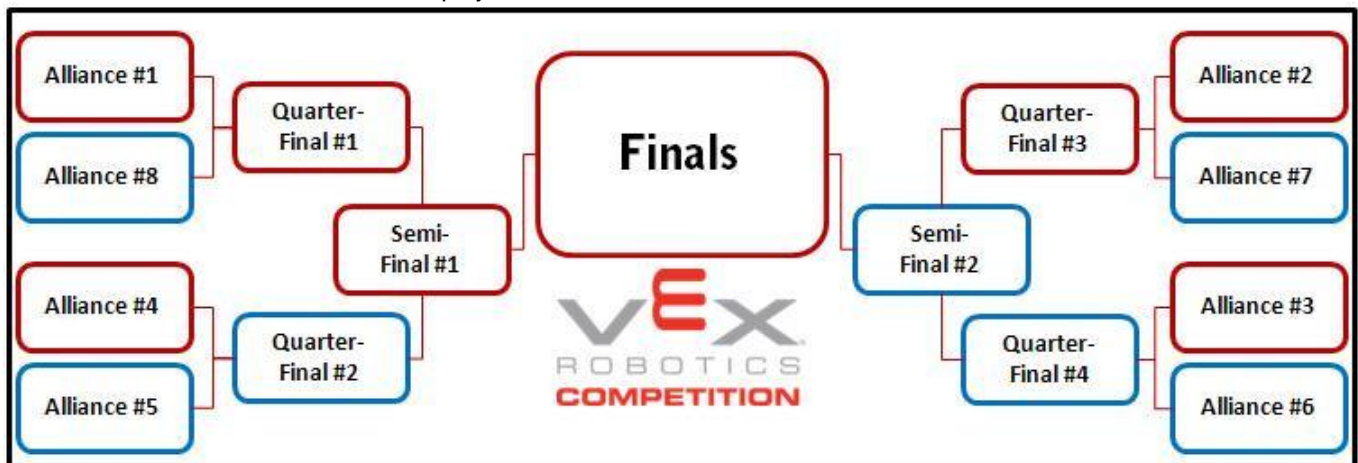 Alliance #1
Alliance #8
Quarter-
Final #1
Alliance #4
Alliance #5
Quarter-
Final #2
Semi-
Final #1
Finals
VEX
ROBOTICS
COMPETITION
Semi-
Final #2
Quarter-
Final #3
Alliance #2
Alliance #7
Quarter-
Final #4
Alliance #3
Alliance #6